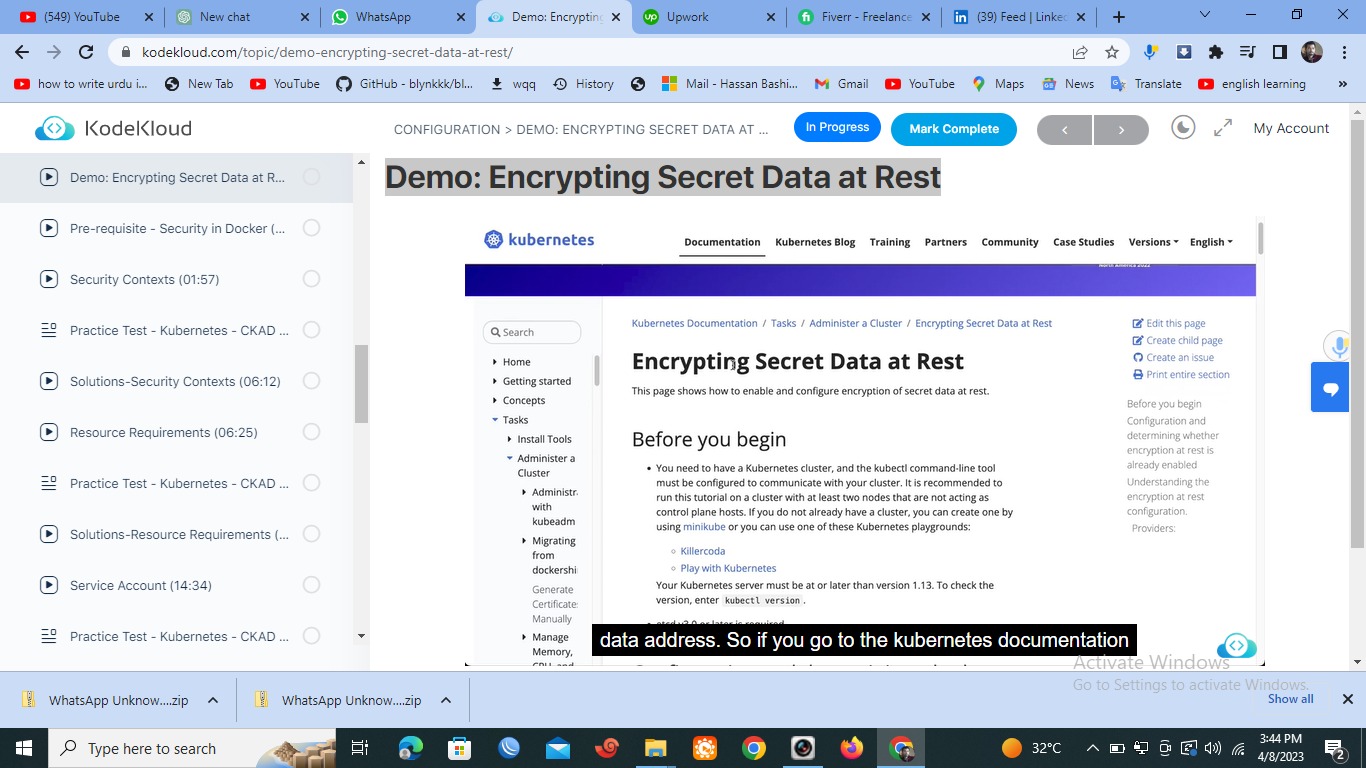 (549) YouTube
New chat
WhatsApp
Demo: Encrypting
Upwork
Fiverr - Freelance
(39) Feed | Linke
kodekloud.com/topic/demo-encrypting-secret-data-at-rest/
how to write urdu i...
New Tab
YouTube
GitHub - blynkkk/bl...
wqq
History
Mail - Hassan Bashi...
Gmail
YouTube
Maps
News
Translate
english learning
»
KodeKloud
CONFIGURATION > DEMO: ENCRYPTING SECRET DATA AT ...
In Progress
Mark Complete
My Account
Demo: Encrypting Secret Data at R...
Pre-requisite - Security in Docker (...
Security Contexts (01:57)
Practice Test - Kubernetes - CKAD ...
Solutions-Security Contexts (06:12)
Resource Requirements (06:25)
Practice Test - Kubernetes - CKAD ...
Solutions-Resource Requirements (...
Service Account (14:34)
Practice Test - Kubernetes - CKAD ...
Demo: Encrypting Secret Data at Rest
kubernetes
Documentation
Kubernetes Blog
Training
Partners
Community
Case Studies
Versions
English
North America 2022
Search
Home
Getting started
Concepts
Tasks
Install Tools
Administer a
Cluster
Administr
with
kubeadm
Migrating
from
dockershi
Generate
Certificate
Manually
Manage
Memory,
Kubernetes Documentation / Tasks / Administer a Cluster / Encrypting Secret Data at Rest
Encrypting Secret Data at Rest
This page shows how to enable and configure encryption of secret data at rest.
Before you begin
• You need to have a Kubernetes cluster, and the kubectl command-line tool
must be configured to communicate with your cluster. It is recommended to
run this tutorial on a cluster with at least two nodes that are not acting as
control plane hosts. If you do not already have a cluster, you can create one by
using minikube or you can use one of these Kubernetes playgrounds:
Killercoda
Play with Kubernetes
Your Kubernetes server must be at or later than version 1.13. To check the
version, enter kubectl version .
data address. So if you go to the kubernetes documentation
Edit this page
Create child page
Create an issue
Print entire section
Before you begin
Configuration and
determining whether
encryption at rest is
already enabled
Understanding the
encryption at rest
configuration.
Providers:
Activate Windows
Go to Settings to activate Windows.
WhatsApp Unknow....zip
WhatsApp Unknow....zip
Show all
Type here to search
32°C
3:44 PM
4/8/2023
2